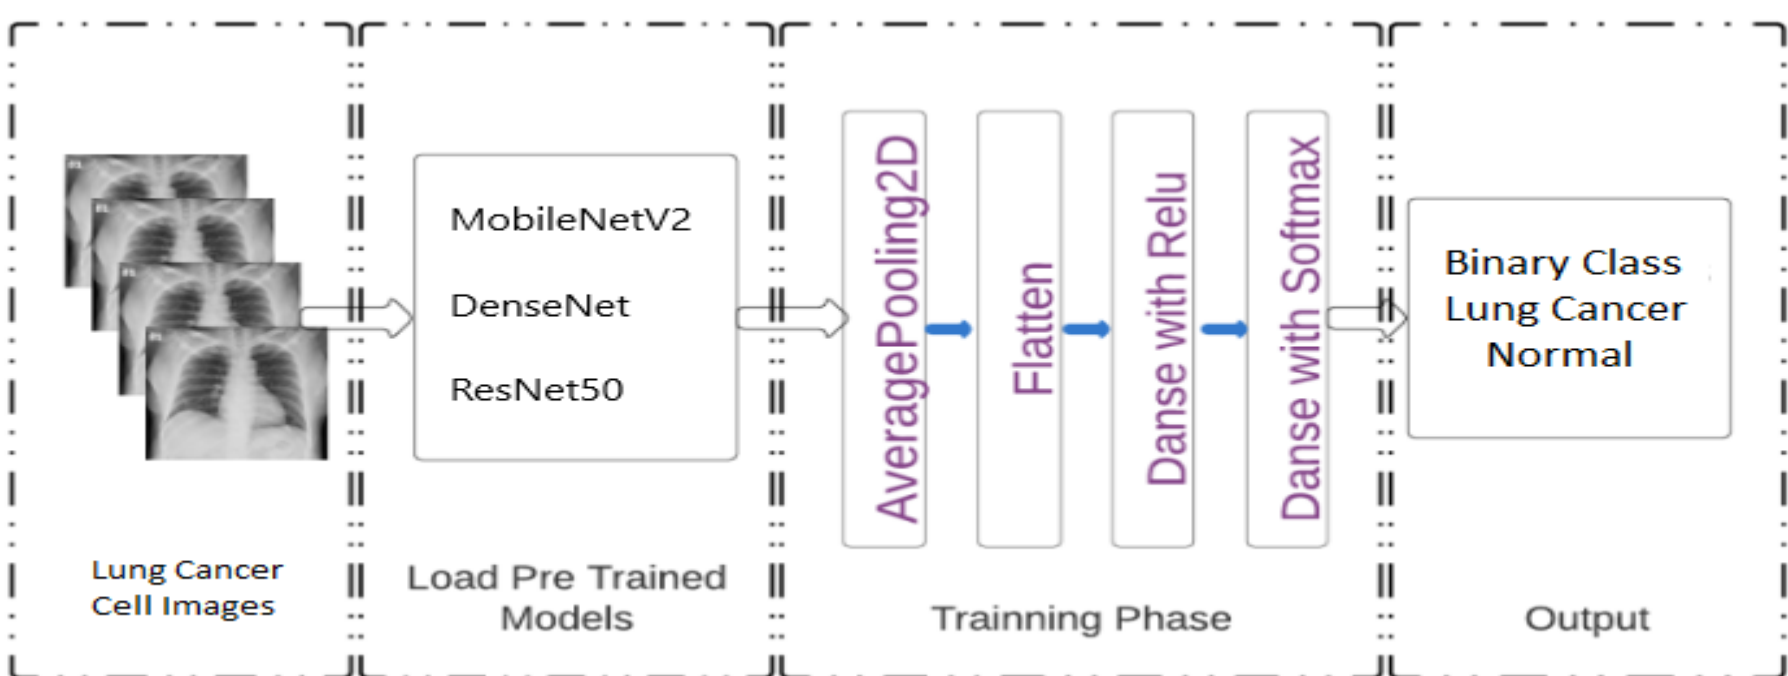 Lung Cancer
Cell Images
MobileNetV2
DenseNet
ResNet50
Load Pre Trained
Models
AveragePooling2D
Flatten
Danse with Relu
Danse with Softmax
Trainning Phase
Binary Class
Lung Cancer
Normal
Output